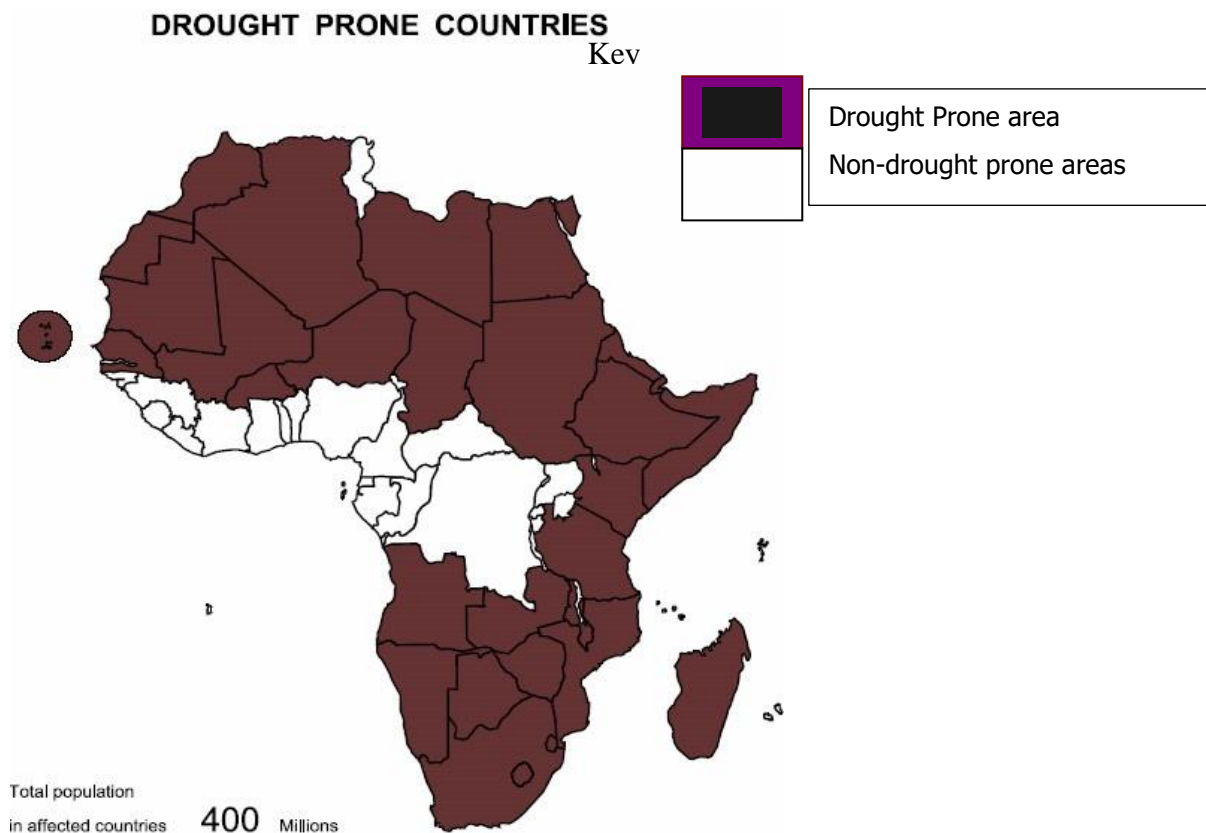 DROUGHT PRONE COUNTRIES
Kev
Drought Prone area
Non-drought prone areas
Total population
in affected countries 400 Millions